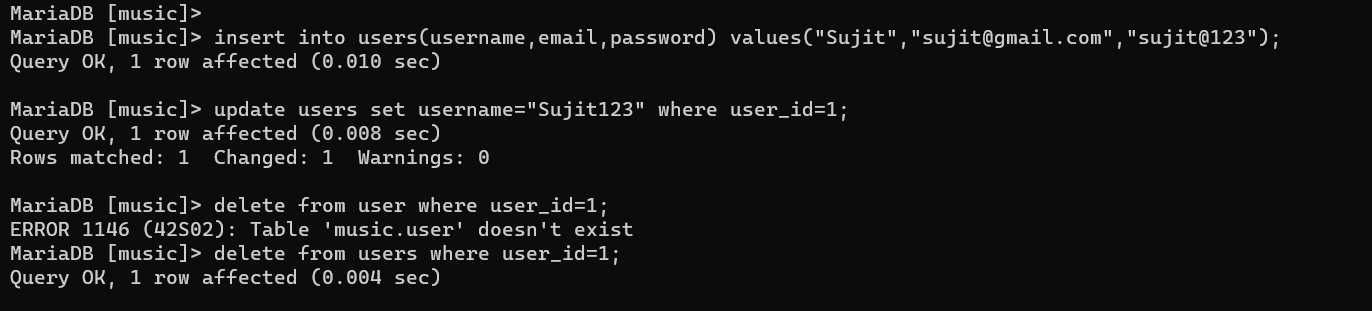 MariaDB [music]>
MariaDB [music]> insert into users(username,email,password) values("Sujit","sujit@gmail.com","sujit@123");
Query OK, 1 row affected (0.010 sec)
MariaDB [music]> update users set username="Sujit123" where user_id=1;
Query OK, 1 row affected (0.008 sec)
Rows matched: 1  Changed: 1  Warnings: 0
MariaDB [music]> delete from user where user_id=1;
ERROR 1146 (42S02): Table 'music.user' doesn't exist
MariaDB [music]> delete from users where user_id=1;
Query OK, 1 row affected (0.004 sec)